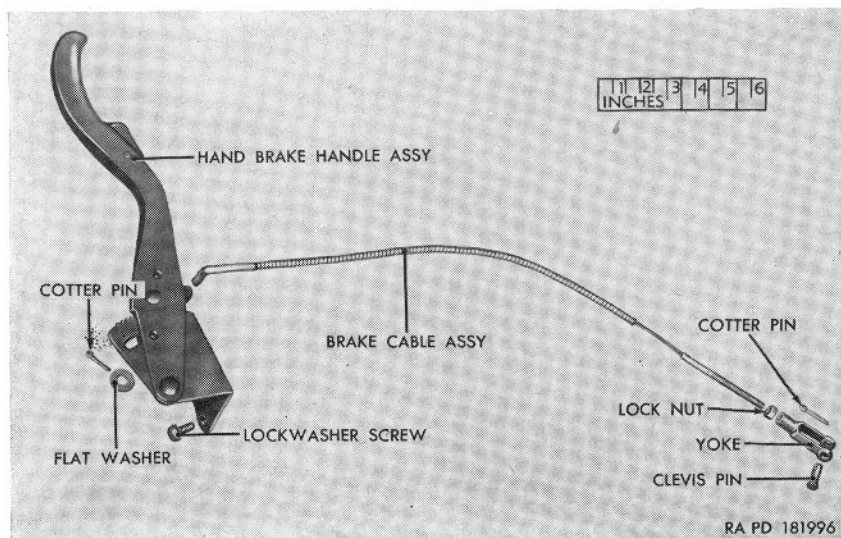 1 2 3 4 5 6
INCHES
HAND BRAKE HANDLE ASSY
COTTER PIN
BRAKE CABLE ASSY
COTTER PIN
LOCK NUT
LOCKWASHER SCREW
YOKE
FLAT WASHER
CLEVIS PIN
RA PD 181996